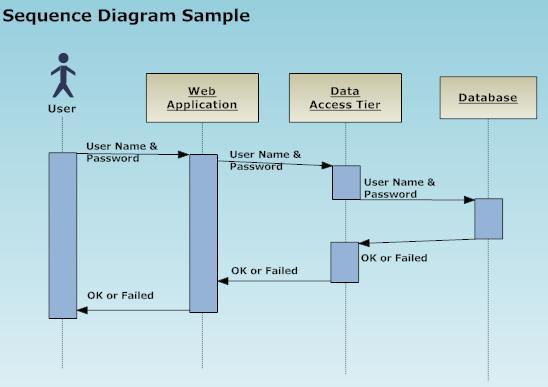 Sequence Diagram Sample
User
Web
Application
Data
Access Tier
Database
User Name &
Password
User Name &
Password
User Name &
Password
OK or Failed
OK or Failed
OK or Failed